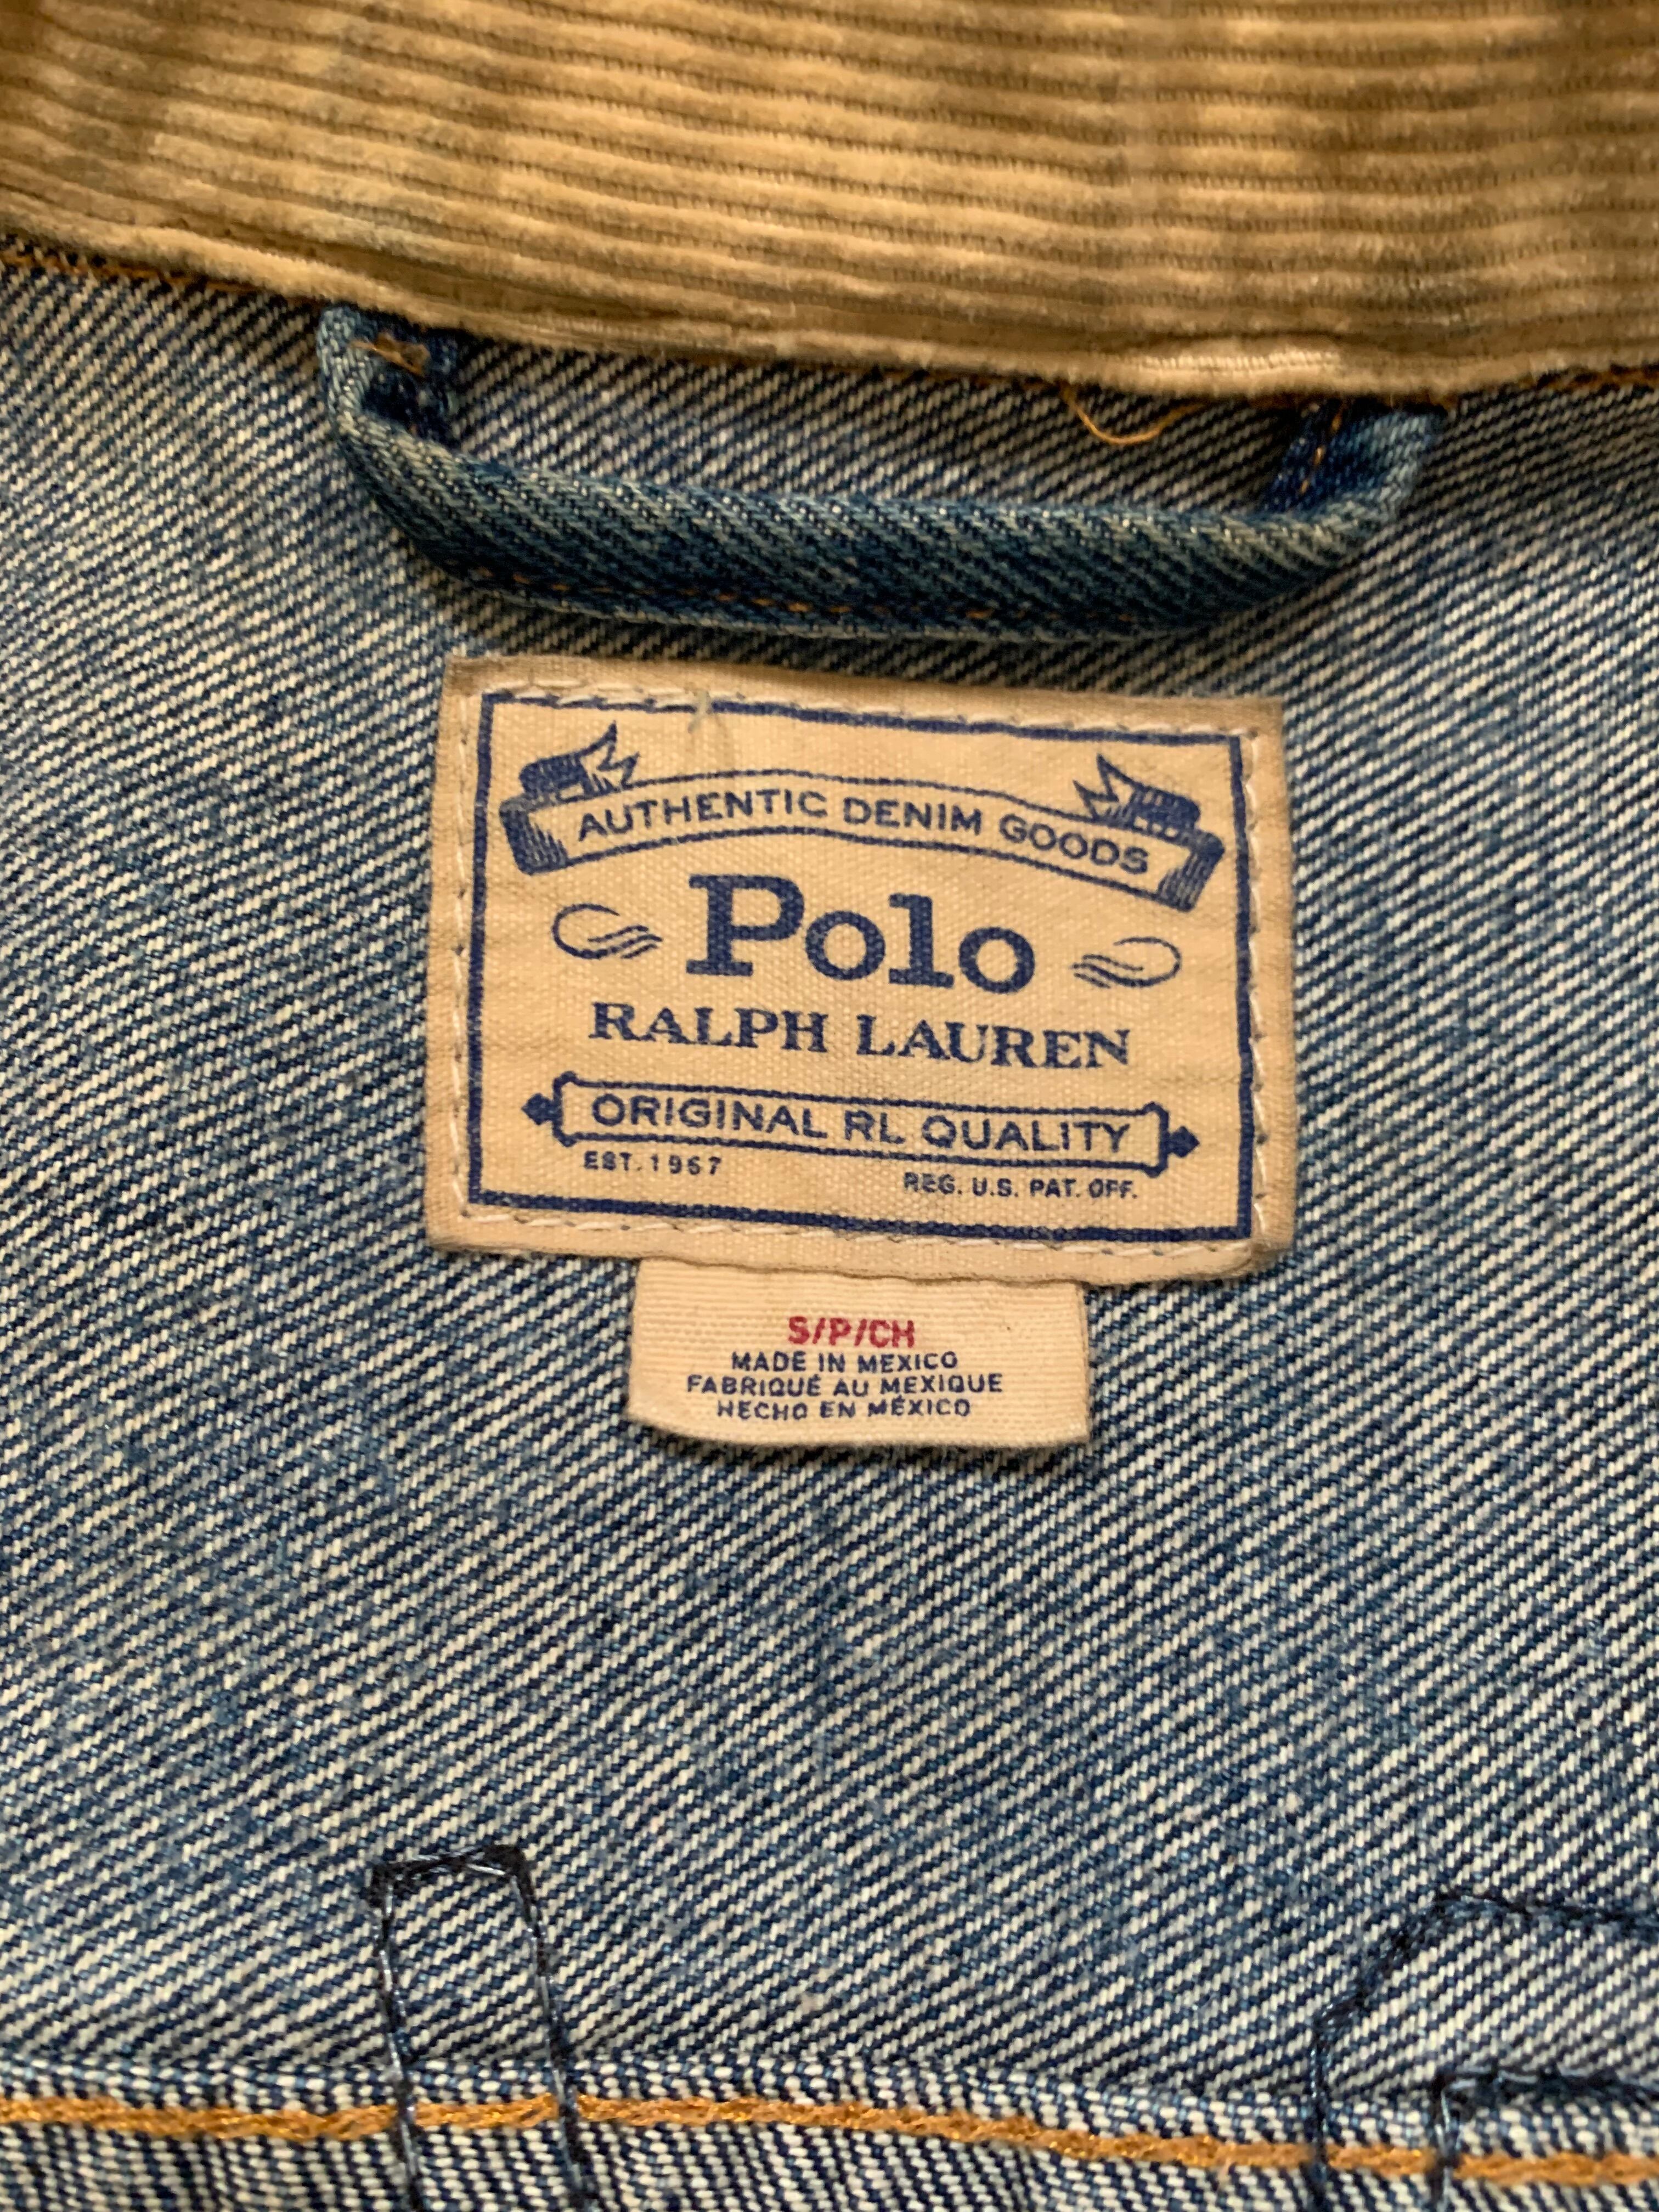 AUTHENTIC DENIM GOODS
Polo
RALPH LAUREN
ORIGINAL RL QUALITY
EST. 1967
REG. U.S. PAT. OFF.
S/P/CH
MADE IN MEXICO
FABRIQUÉ AU MEXIQUE
HECHO EN MÉXICO